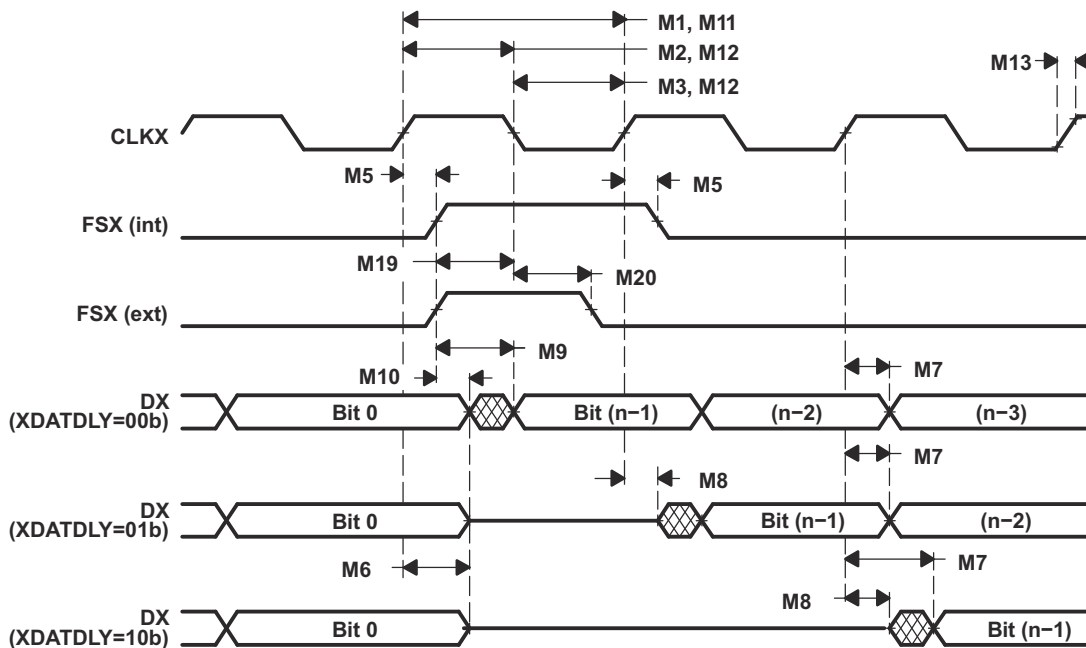 M1, M11
M2, M12
M13
M3, M12
CLKX
M5
M5
FSX (int)
M19
M20
FSX (ext)
M9
M10
M7
DX
(XDATDLY=00b)
Bit 0
Bit (n−1)
(n−2)
(n−3)
M7
M8
DX
(XDATDLY=01b)
Bit 0
Bit (n−1)
(n−2)
M6
M7
M8
DX
(XDATDLY=10b)
Bit 0
Bit (n−1)